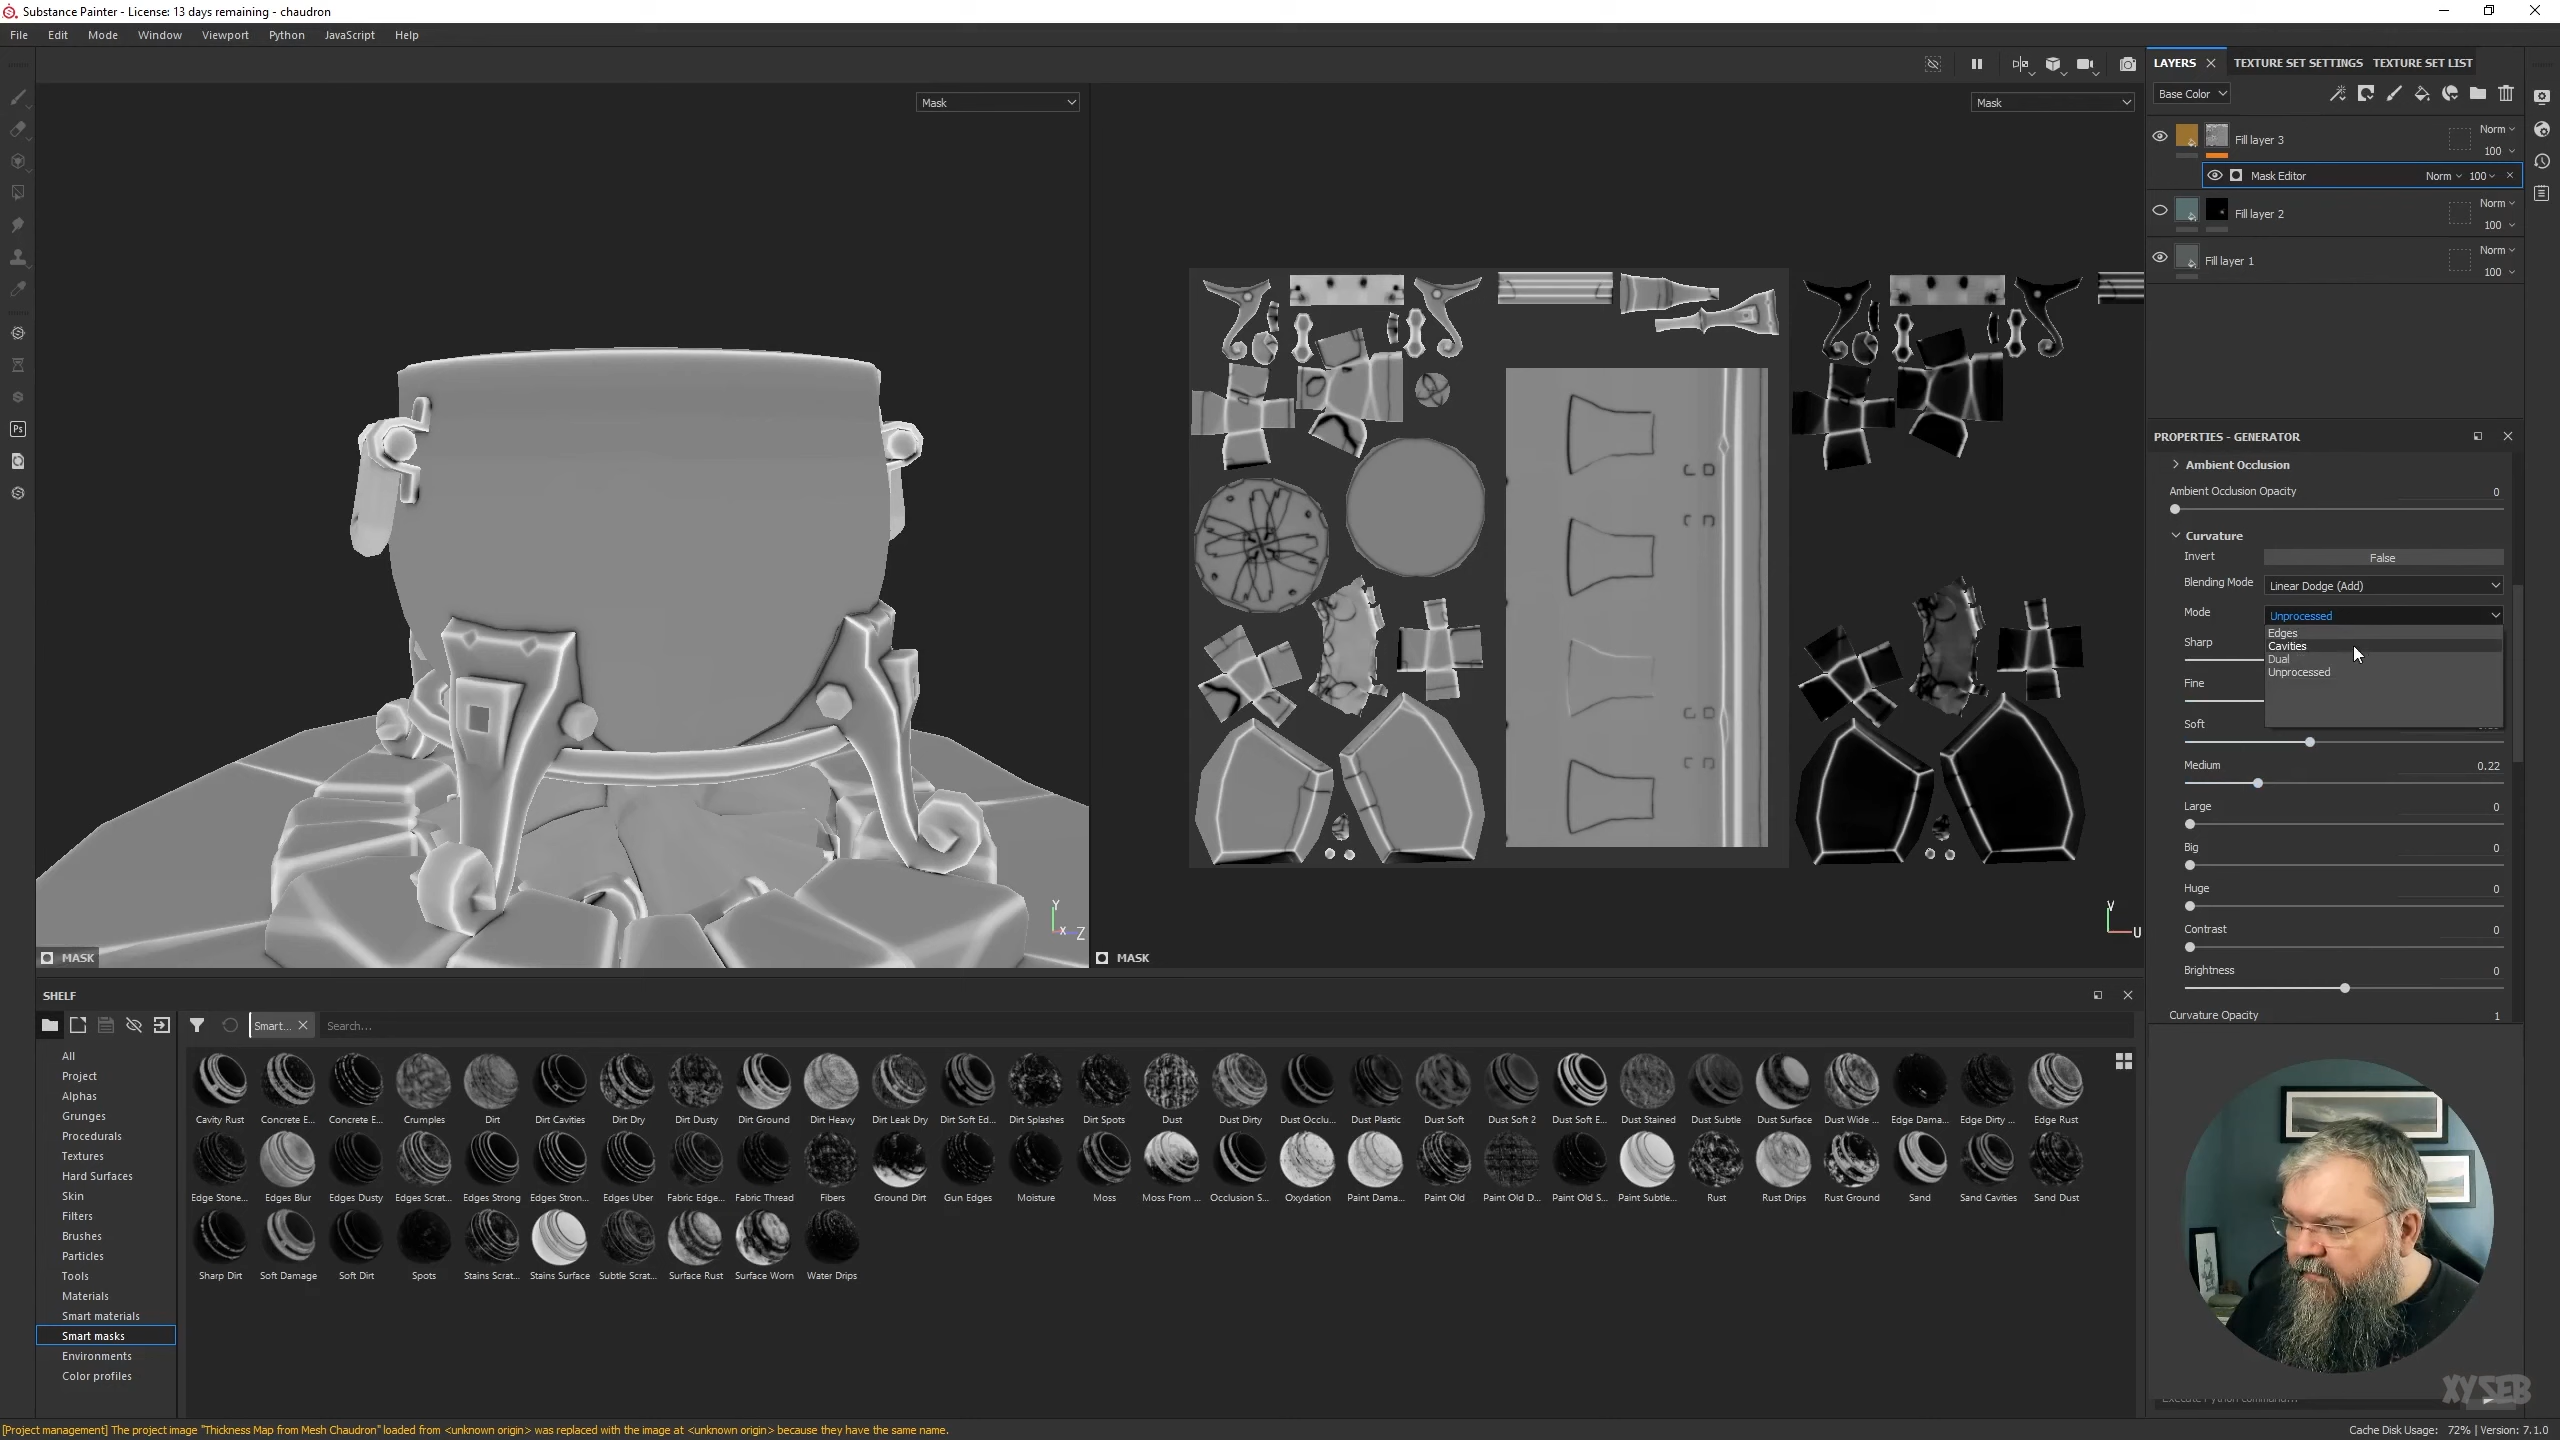 Substance Painter - License: 13 days remaining - chaudron
File Edit Mode Window Viewport Python JavaScript Help
Mask
Mask
LAYERS TEXTURE SET SETTINGS TEXTURE SET LIST
Base Color
Fill layer 3 Norm
100
Mask Editor Norm 100
Fill layer 2 Norm
100
Fill layer 1 Norm
100
Ps
PROPERTIES - GENERATOR
Ambient Occlusion
Ambient Occlusion Opacity 0
Curvature
Invert False
Blending Mode Linear Dodge (Add)
Mode Unprocessed
Edges
Cavities
Dual
Unprocessed
Sharp
Fine
Soft
Medium 0.22
Large 0
Big 0
Huge 0
Contrast 0
Brightness 0
Curvature Opacity 1
Y
X Z
V
U
MASK
MASK
SHELF
Smart... Search...
All
Project
Alphas
Grunges
Procedurals
Textures
Hard Surfaces
Skin
Filters
Brushes
Particles
Tools
Materials
Smart materials
Smart masks
Environments
Color profiles
Cavity Rust Concrete E... Concrete E... Crumples Dirt Dirt Cavities Dirt Dry Dirt Dusty Dirt Ground Dirt Heavy Dirt Leak Dry Dirt Soft Ed... Dirt Splashes Dirt Spots Dust Dust Dirty Dust Occlu... Dust Plastic Dust Soft Dust Soft 2 Dust Soft E... Dust Stained Dust Subtle Dust Surface Dust Wide ... Edge Dama... Edge Dirty ... Edge Rust
Edge Stone... Edges Blur Edges Dusty Edges Scrat... Edges Strong Edges Stron... Edges Uber Fabric Edge... Fabric Thread Fibers Ground Dirt Gun Edges Moisture Moss Moss From ... Occlusion S... Oxydation Paint Dama... Paint Old Paint Old D... Paint Old S... Paint Subtle... Rust Rust Drips Rust Ground Sand Sand Cavities Sand Dust
Sharp Dirt Soft Damage Soft Dirt Spots Stains Scrat... Stains Surface Subtle Scrat... Surface Rust Surface Worn Water Drips
XYSEB
[Project management] The project image "Thickness Map from Mesh Chaudron" loaded from <unknown origin> was replaced with the image at <unknown origin> because they have the same name.
Cache Disk Usage: 72% | Version: 7.1.0